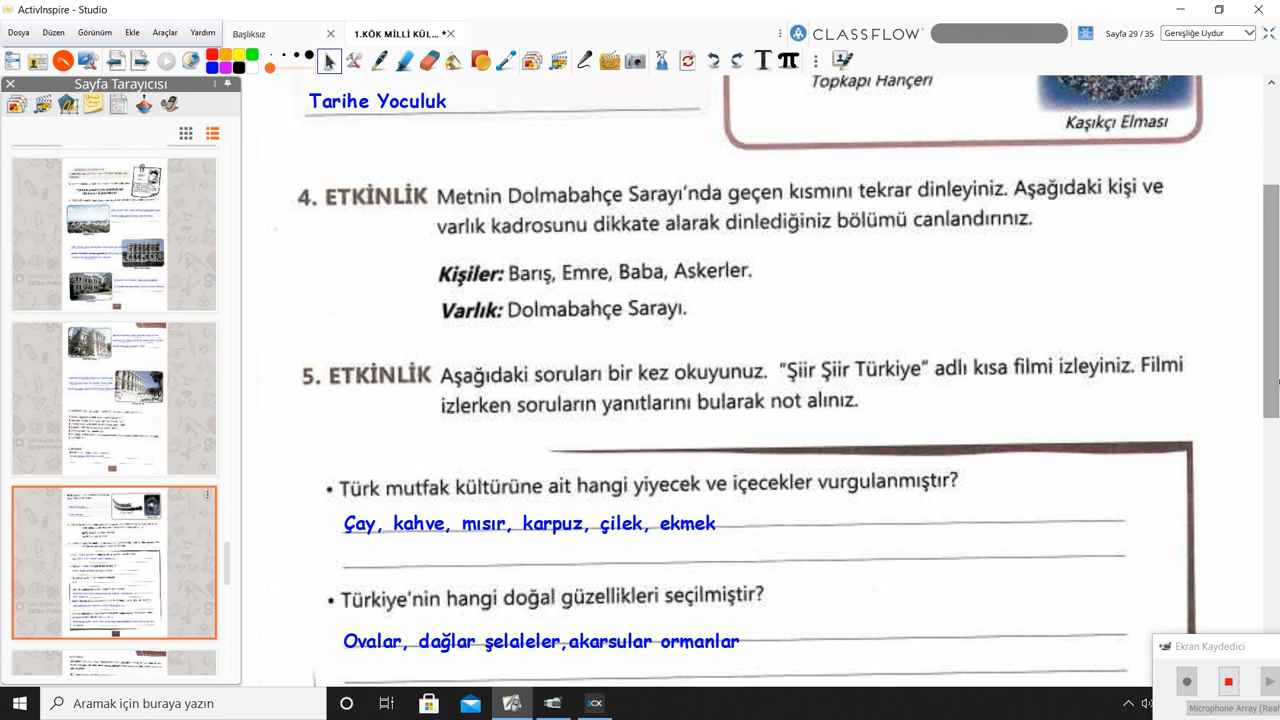 ActivInspire - Studio
Dosya Düzen Görünüm Ekle Araçlar Yardım
Başlıksız
1.KÖK MİLLİ KÜL... *
CLASSFLOW
Sayfa 29 / 35
Genişliğe Uydur
Sayfa Tarayıcısı
Tarihe Yoculuk
Topkapı Hançeri
Kaşıkçı Elması
4. ETKİNLİK Metnin Dolmabahçe Sarayı'nda geçen kısmını tekrar dinleyiniz. Aşağıdaki kişi ve
varlık kadrosunu dikkate alarak dinlediğiniz bölümü canlandırınız.
Kişiler: Barış, Emre, Baba, Askerler.
Varlık: Dolmabahçe Sarayı.
5. ETKİNLİK Aşağıdaki soruları bir kez okuyunuz. "Şiir Şiir Türkiye" adlı kısa filmi izleyiniz. Filmi
izlerken soruların yanıtlarını bularak not alınız.
• Türk mutfak kültürüne ait hangi yiyecek ve içecekler vurgulanmıştır?
Çay, kahve, mısır, karpuz, çilek, ekmek
• Türkiye'nin hangi doğal güzellikleri seçilmiştir?
Ovalar, dağlar şelaleler,akarsular ormanlar
Ekran Kaydedici
Microphone Array (Real
Aramak için buraya yazın
3CX